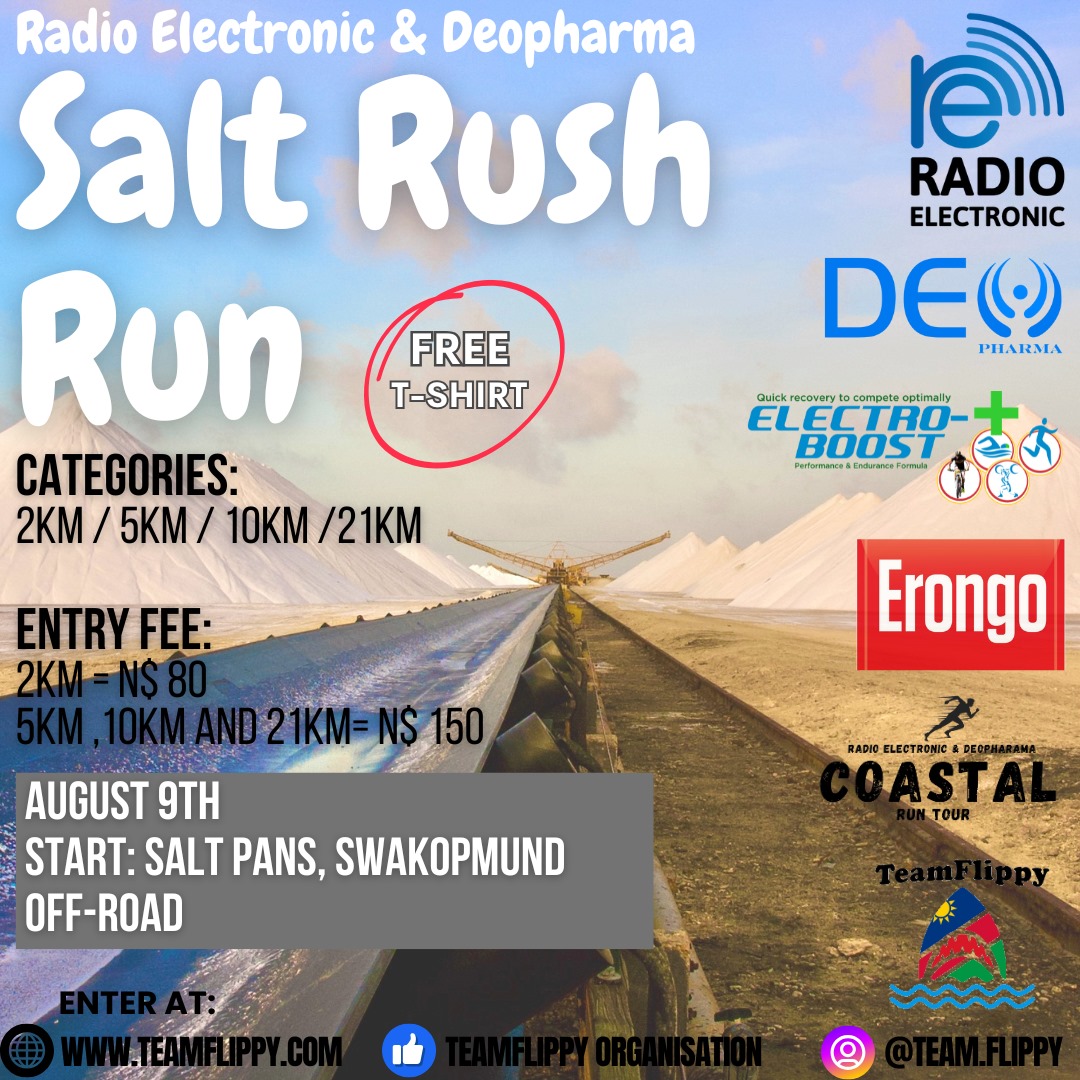 Radio Electronic & Deopharma
Salt Rush
Run
FREE
T-SHIRT
CATEGORIES:
2KM / 5KM / 10KM /21KM
ENTRY FEE:
2KM = N$ 80
5KM ,10KM AND 21KM= N$ 150
AUGUST 9TH
START: SALT PANS, SWAKOPMUND
OFF-ROAD
ENTER AT:
WWW.TEAMFLIPPY.COM
TEAMFLIPPY ORGANISATION
@TEAM.FLIPPY
re
RADIO
ELECTRONIC
DEO
PHARMA
Quick recovery to compete optimally
ELECTRO-
BOOST
Performance & Endurance Formula
Erongo
RADIO ELECTRONIC & DEOPHARAMA
COASTAL
RUN TOUR
TeamFlippy